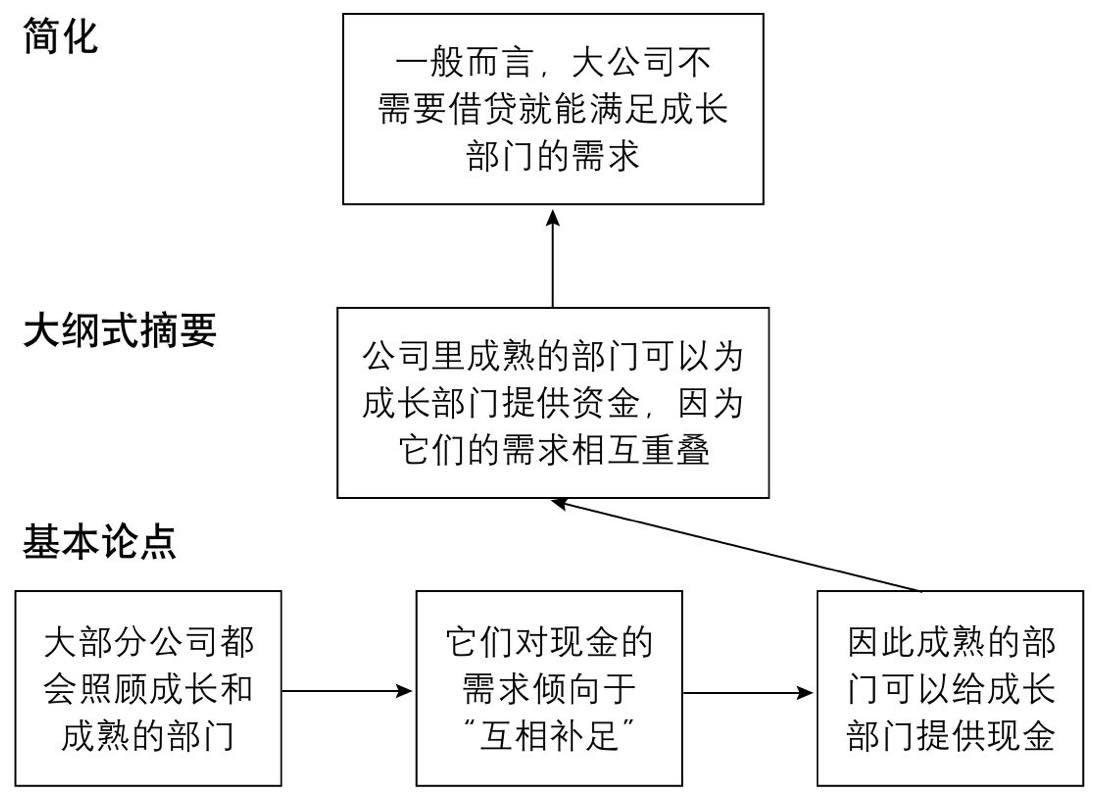 简化
一般而言，大公司不
需要借贷就能满足成长
部门的需求
大纲式摘要
公司里成熟的部门可以为
成长部门提供资金，因为
它们的需求相互重叠
基本论点
大部分公司都
会照顾成长和
成熟的部门
它们对现金的
需求倾向于
“互相补足”
因此成熟的部
门可以给成长
部门提供现金